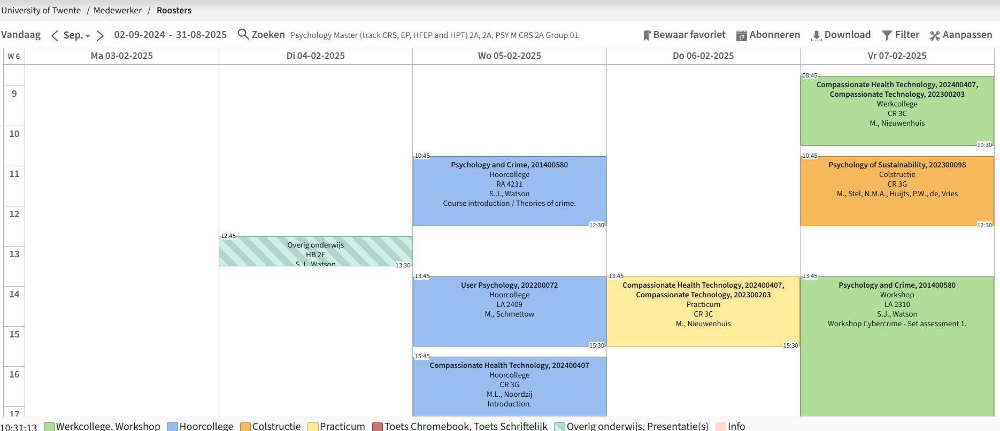 University of Twente / Medewerker / Roosters
Vandaag Sep. 02-09-2024 - 31-08-2025 Zoeken Psychology Master (track CRS, EP, HFEP and HPT) 2A, 2A, PSY M CRS 2A Group 01 Bewaar favoriet 17 Abonneren Download Filter Aanpassen
W 6 Ma 03-02-2025 Di 04-02-2025 Wo 05-02-2025 Do 06-02-2025 Vr 07-02-2025
9
10
11
12
13
14
15
16
17
12:45
Overig onderwijs
HB 2F
S.J., Watson
13:30
10:45
Psychology and Crime, 201400580
Hoorcollege
RA 4231
S.J., Watson
Course introduction / Theories of crime.
12:30
13:45
User Psychology, 202200072
Hoorcollege
LA 2409
M., Schmettow
15:30
15:45
Compassionate Health Technology, 202400407
Hoorcollege
CR 3G
M.L., Noordzij
Introduction.
13:45
Compassionate Health Technology, 202400407,
Compassionate Technology, 202300203
Practicum
CR 3C
M., Nieuwenhuis
15:30
08:45
Compassionate Health Technology, 202400407,
Compassionate Technology, 202300203
Werkcollege
CR 3C
M., Nieuwenhuis
10:30
10:45
Psychology of Sustainability, 202300098
Colstructie
CR 3G
M., Stel, N.M.A., Huijts, P.W., de, Vries
12:30
13:45
Psychology and Crime, 201400580
Workshop
LA 2310
S.J., Watson
Workshop Cybercrime - Set assessment 1.
10:31:13 Werkcollege, Workshop Hoorcollege Colstructie Practicum Toets Chromebook, Toets Schriftelijk Overig onderwijs, Presentatie(s) Info